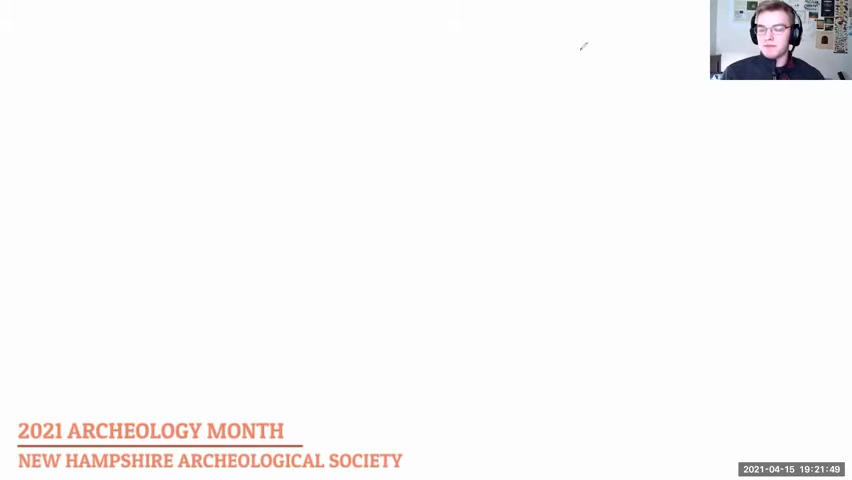 2021 ARCHEOLOGY MONTH
NEW HAMPSHIRE ARCHEOLOGICAL SOCIETY
2021-04-15 19:21:49